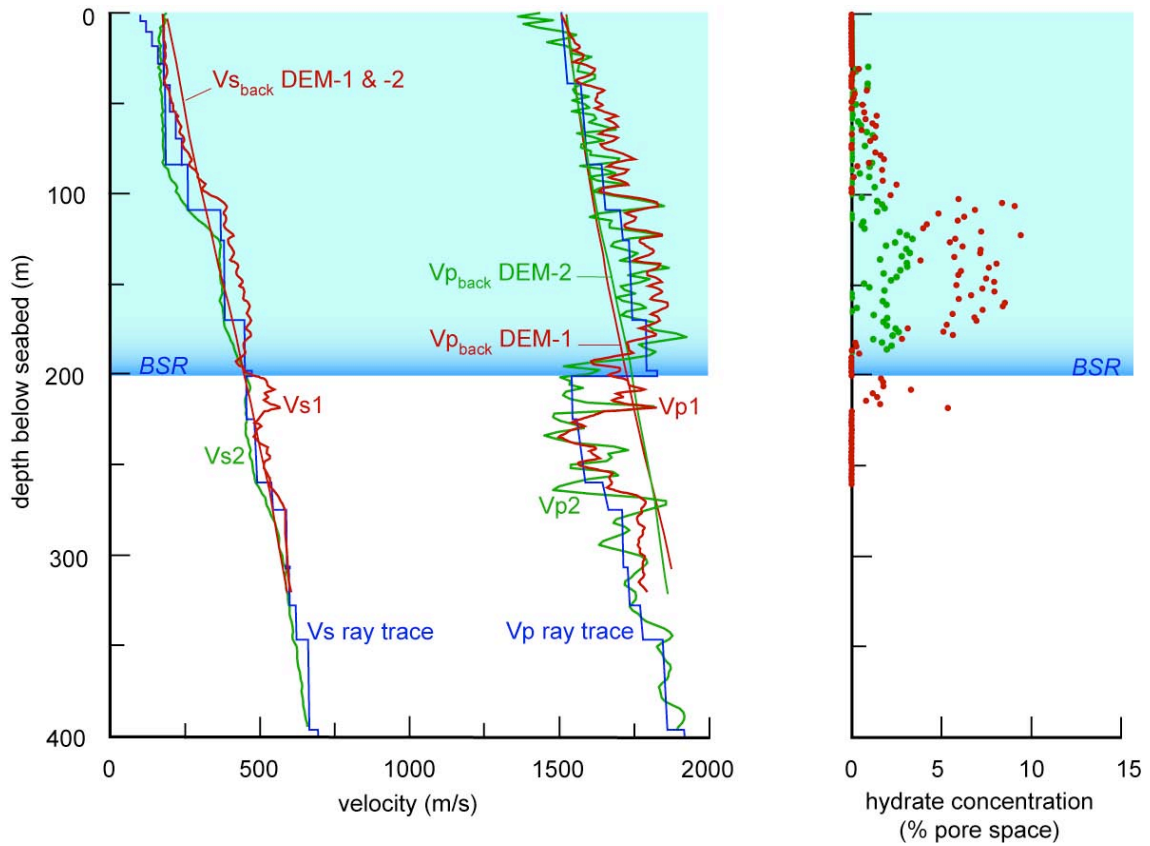 0
100
200
300
400
depth below seabed (m)
Vsback DEM-1 & -2
Vpback DEM-2
Vpback DEM-1
BSR
Vs1
Vp1
Vs2
Vp2
Vs ray trace
Vp ray trace
0
500
1000
1500
2000
velocity (m/s)
BSR
0
5
10
15
hydrate concentration
(% pore space)